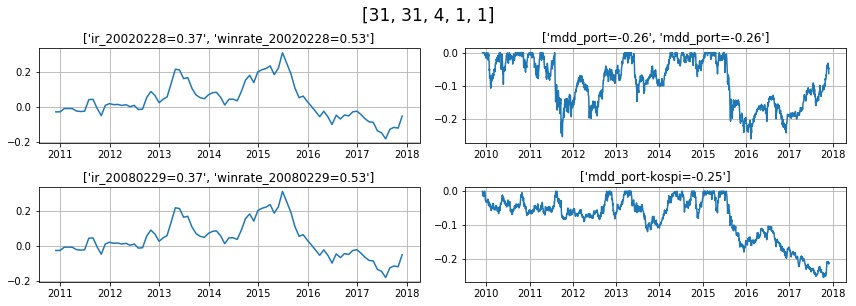 [31, 31, 4, 1, 1]
['ir_20020228=0.37', 'winrate_20020228=0.53']
0.2
0.0
−0.2
2011 2012 2013 2014 2015 2016 2017 2018
['mdd_port=-0.26', 'mdd_port=-0.26']
0.0
−0.1
−0.2
2010 2011 2012 2013 2014 2015 2016 2017 2018
['ir_20080229=0.37', 'winrate_20080229=0.53']
0.2
0.0
−0.2
2011 2012 2013 2014 2015 2016 2017 2018
['mdd_port-kospi=-0.25']
0.0
−0.1
−0.2
2010 2011 2012 2013 2014 2015 2016 2017 2018